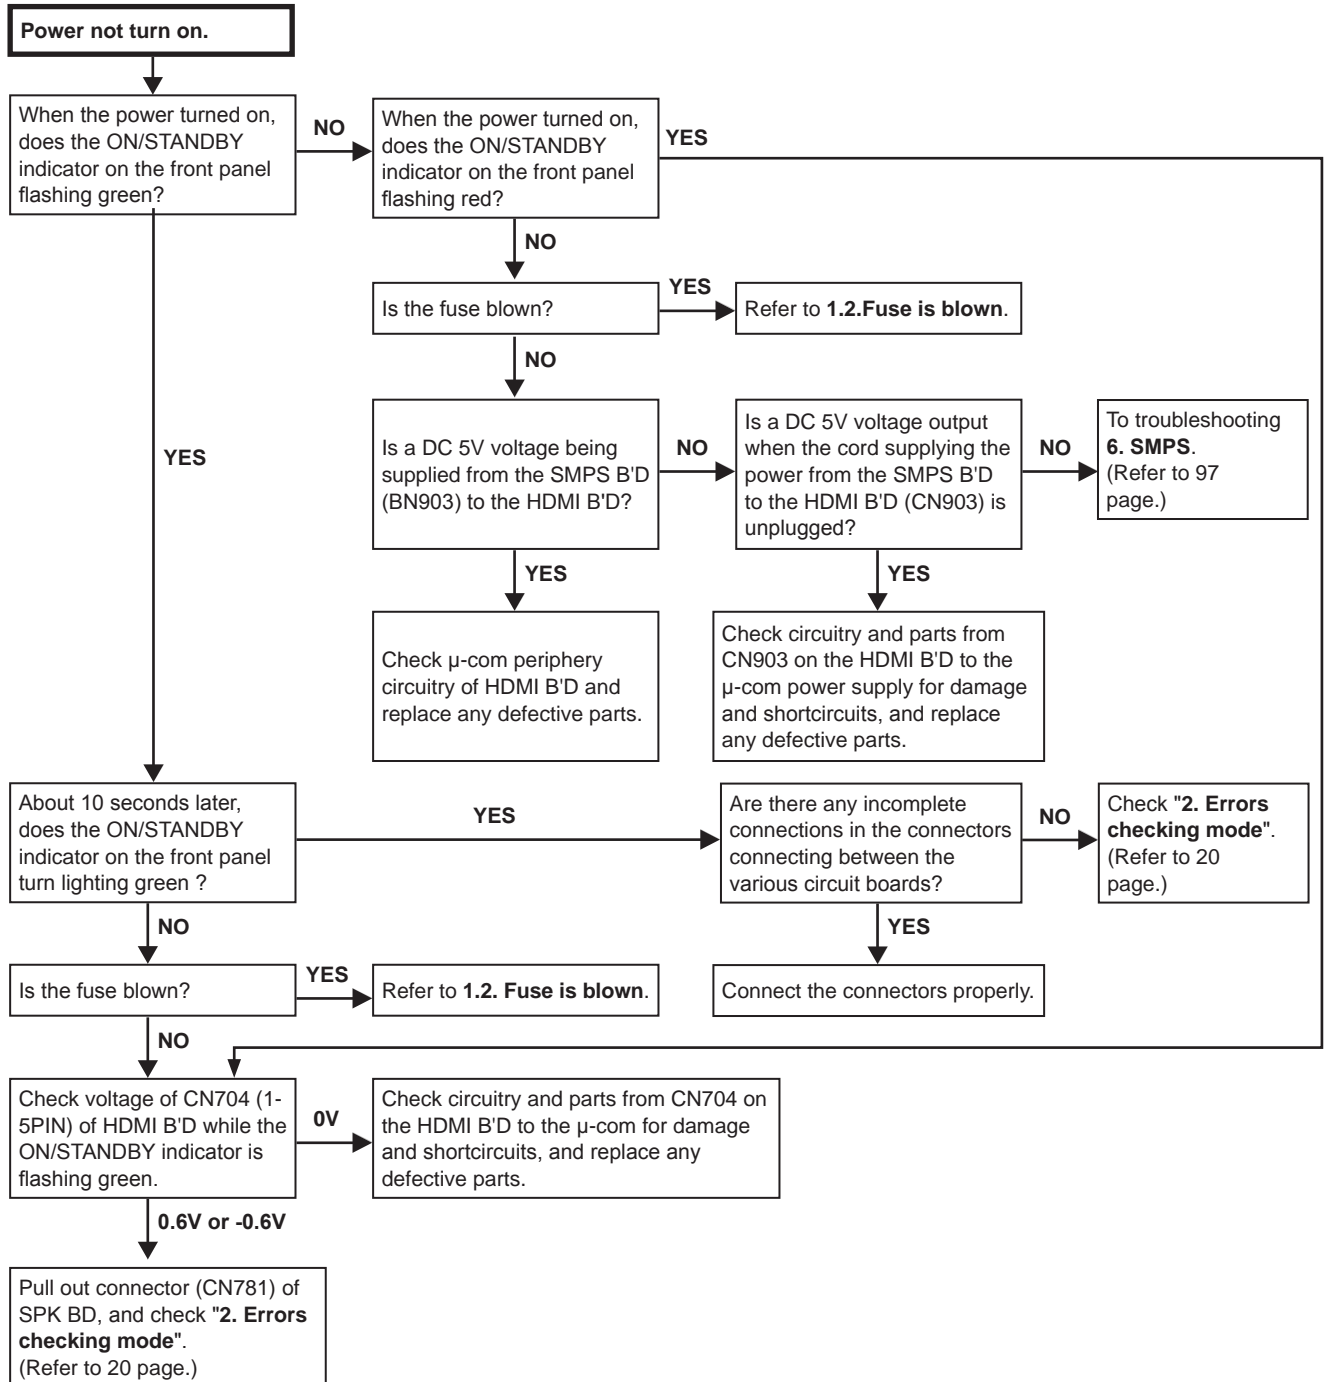 Power not turn on.
When the power turned on,
does the ON/STANDBY
indicator on the front panel
flashing green?
NO
When the power turned on,
does the ON/STANDBY
indicator on the front panel
flashing red?
YES
NO
Is the fuse blown?
YES
Refer to 1.2.Fuse is blown.
NO
YES
Is a DC 5V voltage being
supplied from the SMPS B'D
(BN903) to the HDMI B'D?
NO
Is a DC 5V voltage output
when the cord supplying the
power from the SMPS B'D
to the HDMI B'D (CN903) is
unplugged?
NO
To troubleshooting
6. SMPS.
(Refer to 97
page.)
YES
YES
Check µ-com periphery
circuitry of HDMI B'D and
replace any defective parts.
Check circuitry and parts from
CN903 on the HDMI B'D to the
µ-com power supply for damage
and shortcircuits, and replace
any defective parts.
About 10 seconds later,
does the ON/STANDBY
indicator on the front panel
turn lighting green ?
YES
Are there any incomplete
connections in the connectors
connecting between the
various circuit boards?
NO
Check "2. Errors
checking mode".
(Refer to 20
page.)
NO
YES
Is the fuse blown?
YES
Refer to 1.2. Fuse is blown.
Connect the connectors properly.
NO
Check voltage of CN704 (1-
5PIN) of HDMI B'D while the
ON/STANDBY indicator is
flashing green.
0V
Check circuitry and parts from CN704 on
the HDMI B'D to the µ-com for damage
and shortcircuits, and replace any
defective parts.
0.6V or -0.6V
Pull out connector (CN781) of
SPK BD, and check "2. Errors
checking mode".
(Refer to 20 page.)